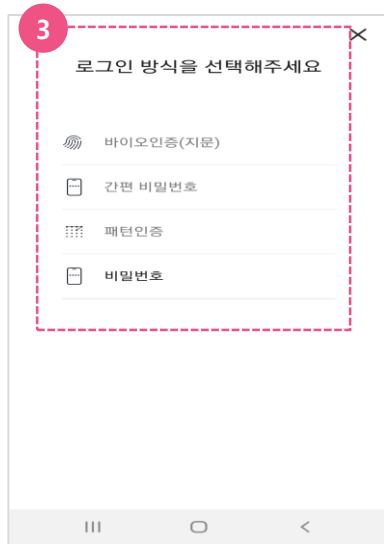 3
로그인 방식을 선택해주세요
바이오인증(지문)
간편 비밀번호
패턴인증
비밀번호